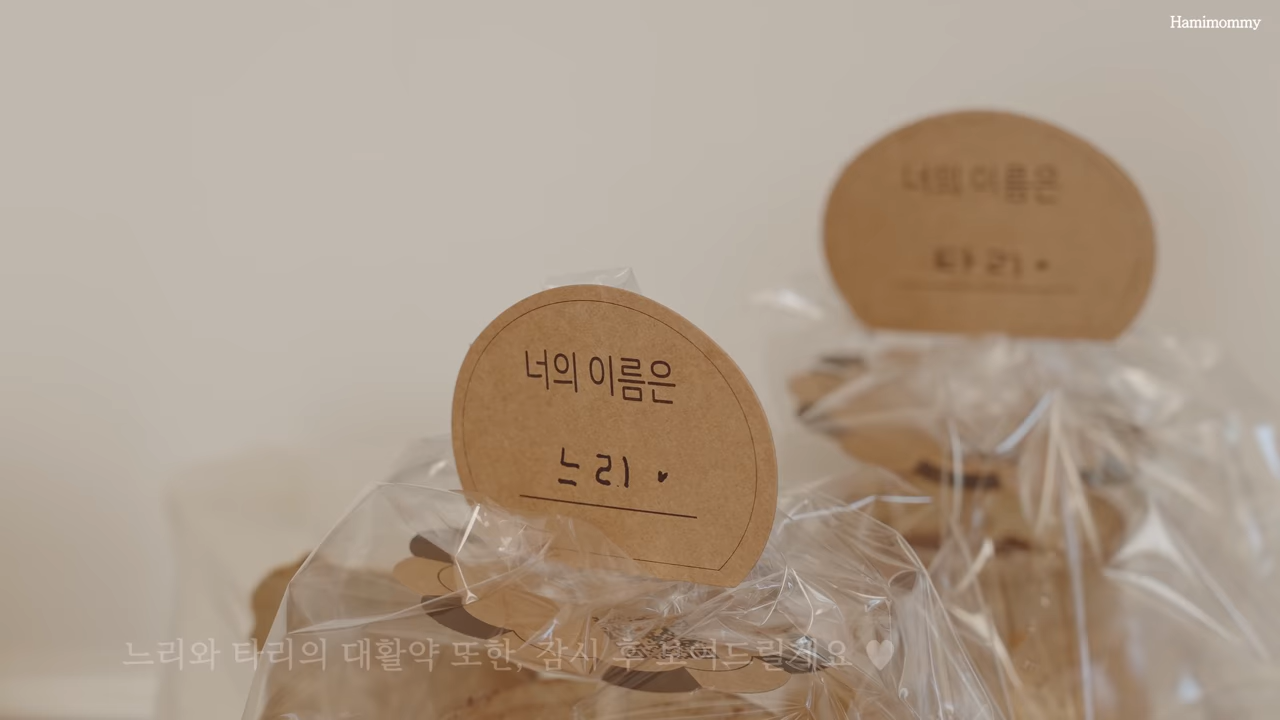 Hamimommy
너의 이름은
타리
너의 이름은
느리 ♥
느리와 타리의 대활약 또한, 잠시 후 보여드릴게요 🤍